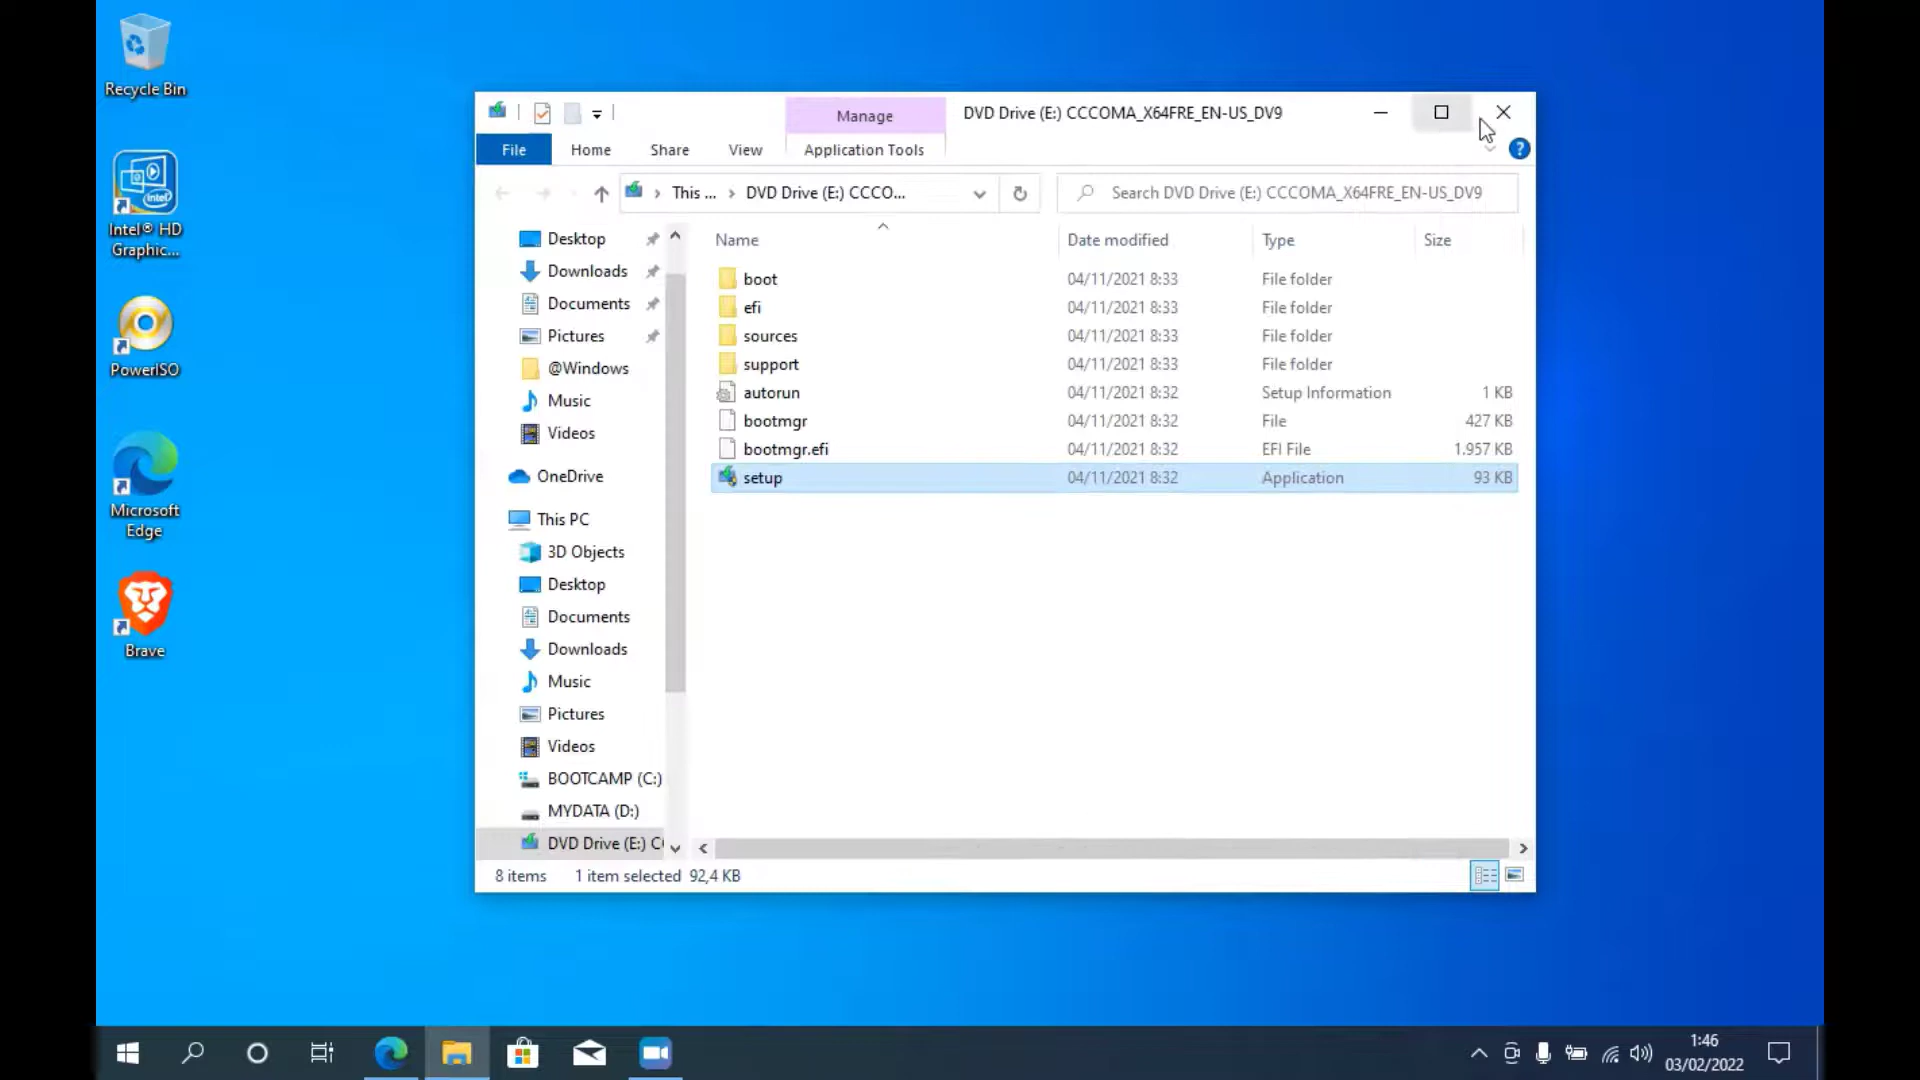 Recycle Bin
Intel® HD
Graphic...
PowerISO
Microsoft
Edge
Brave
Manage
DVD Drive (E:) CCCOMA_X64FRE_EN-US_DV9
File
Home
Share
View
Application Tools
?
This ...
DVD Drive (E:) CCCO...
Search DVD Drive (E:) CCCOMA_X64FRE_EN-US_DV9
Desktop
Downloads
Documents
Pictures
@Windows
Music
Videos
OneDrive
This PC
3D Objects
Desktop
Documents
Downloads
Music
Pictures
Videos
BOOTCAMP (C:)
MYDATA (D:)
DVD Drive (E:) C
Name Date modified Type Size
boot 04/11/2021 8:33 File folder
efi 04/11/2021 8:33 File folder
sources 04/11/2021 8:33 File folder
support 04/11/2021 8:33 File folder
autorun 04/11/2021 8:32 Setup Information 1 KB
bootmgr 04/11/2021 8:32 File 427 KB
bootmgr.efi 04/11/2021 8:32 EFI File 1.957 KB
setup 04/11/2021 8:32 Application 93 KB
8 items 1 item selected 92,4 KB
1:46
03/02/2022